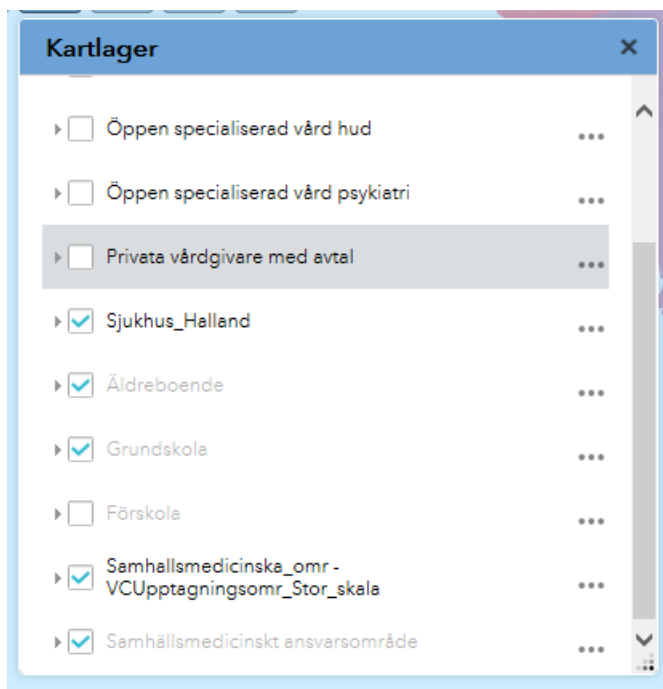 Kartlager
Öppen specialiserad vård hud
Öppen specialiserad vård psykiatri
Privata vårdgivare med avtal
Sjukhus_Halland
Äldreboende
Grundskola
Förskola
Samhallsmedicinska_omr -
VCUpptagningsomr_Stor_skala
Samhällsmedicinskt ansvarsområde